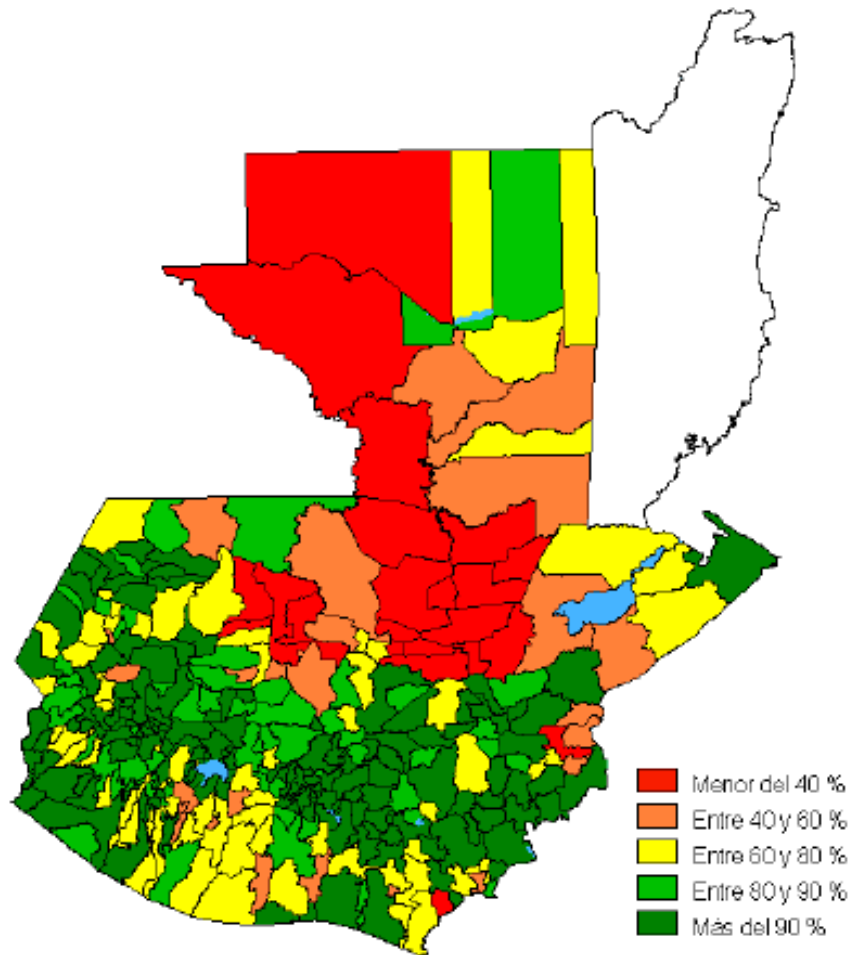 Menor del 40 %
Entre 40 y 60 %
Entre 60 y 80 %
Entre 80 y 90 %
Más del 90 %